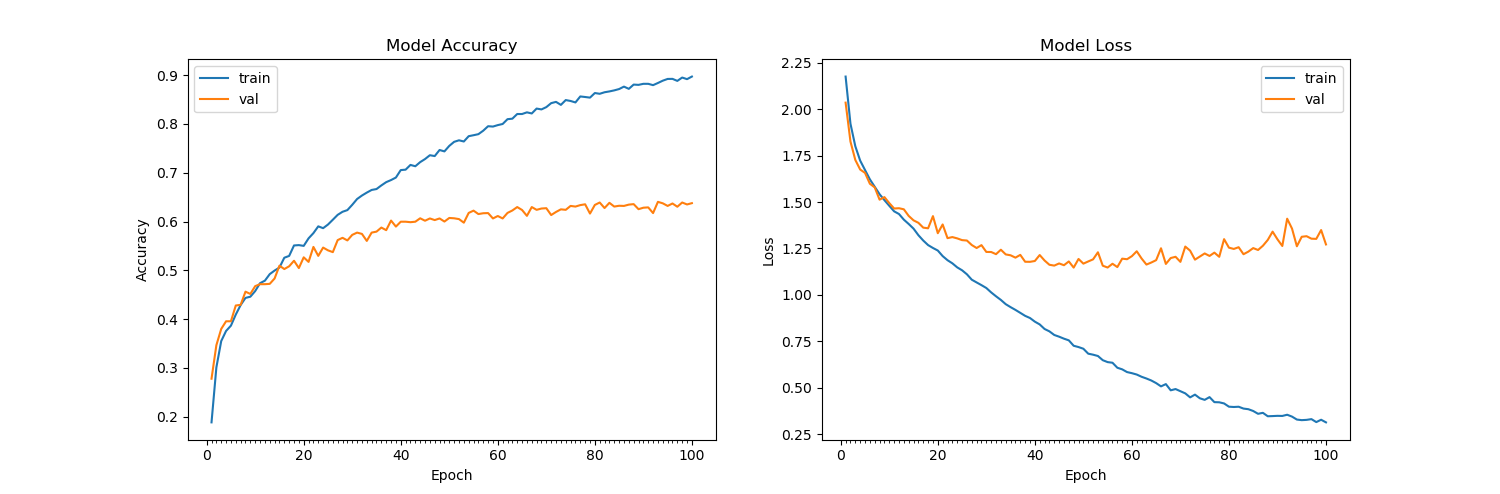 Model Accuracy
train
val
Accuracy
0.9
0.8
0.7
0.6
0.5
0.4
0.3
0.2
0 20 40 60 80 100
Epoch
Model Loss
train
val
Loss
2.25
2.00
1.75
1.50
1.25
1.00
0.75
0.50
0.25
0 20 40 60 80 100
Epoch